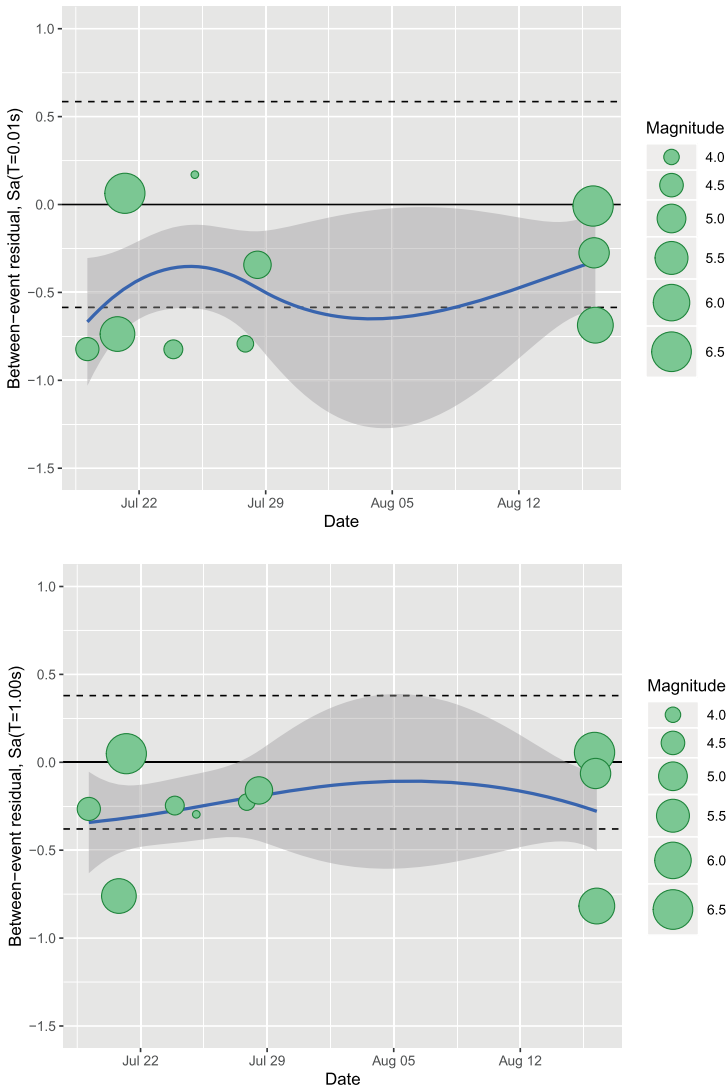 Between−event residual, Sa(T=0.01s)
1.0
0.5
0.0
−0.5
−1.0
−1.5
Jul 22
Jul 29
Aug 05
Aug 12
Date
Magnitude
4.0
4.5
5.0
5.5
6.0
6.5
Between−event residual, Sa(T=1.00s)
1.0
0.5
0.0
−0.5
−1.0
−1.5
Jul 22
Jul 29
Aug 05
Aug 12
Date
Magnitude
4.0
4.5
5.0
5.5
6.0
6.5